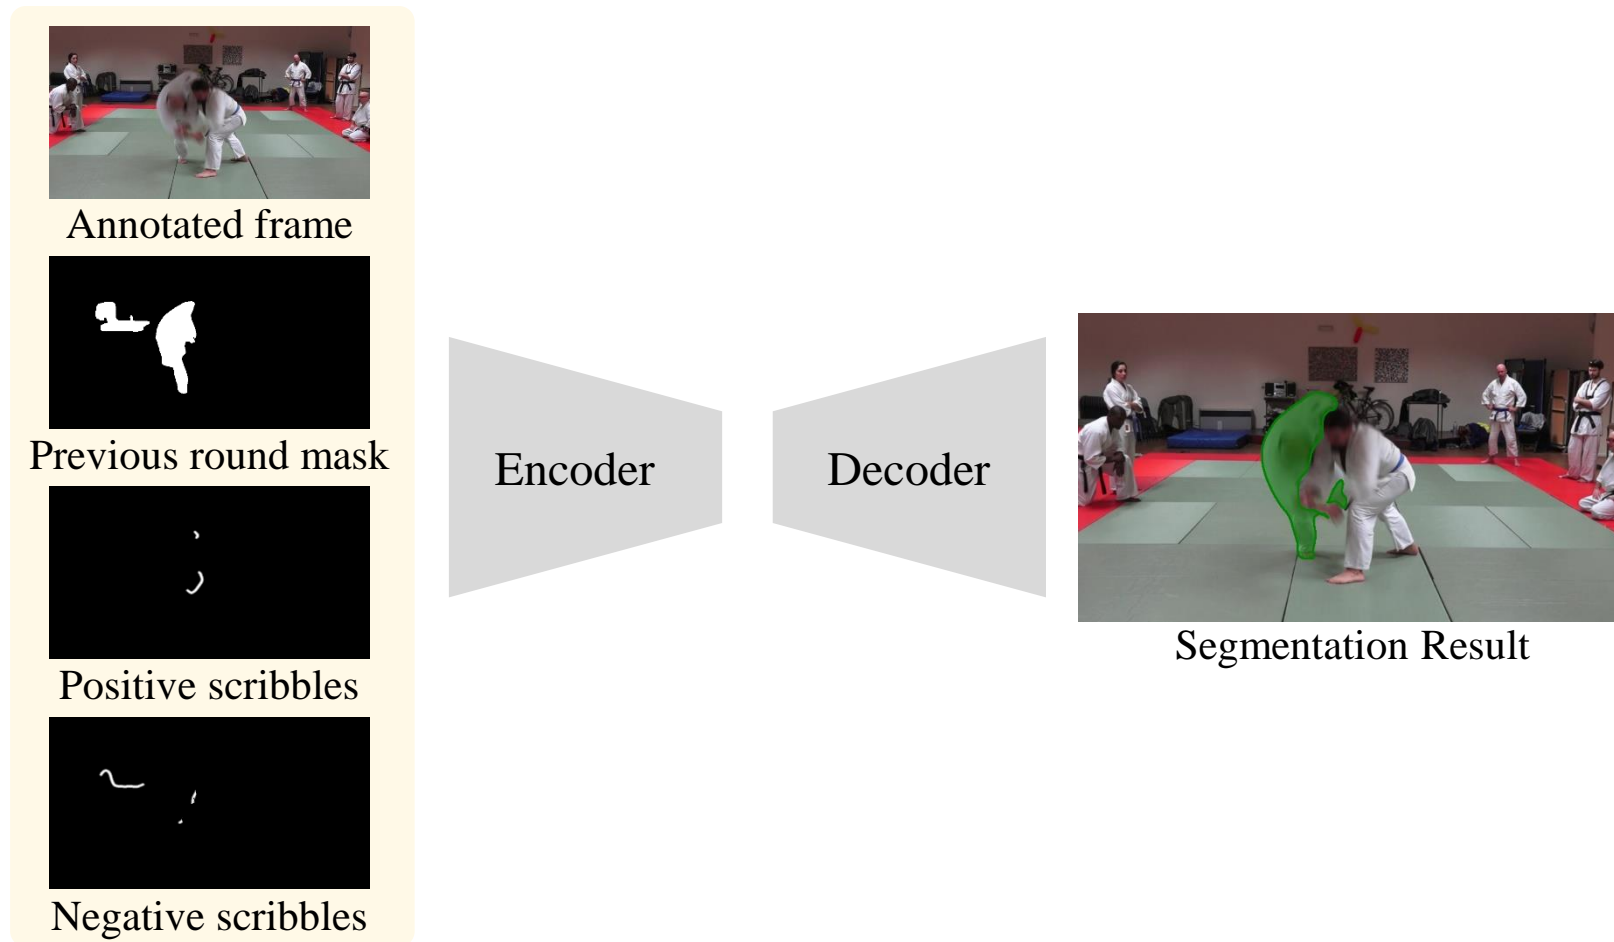 Annotated frame
Previous round mask
Positive scribbles
Negative scribbles
Encoder
Decoder
Segmentation Result